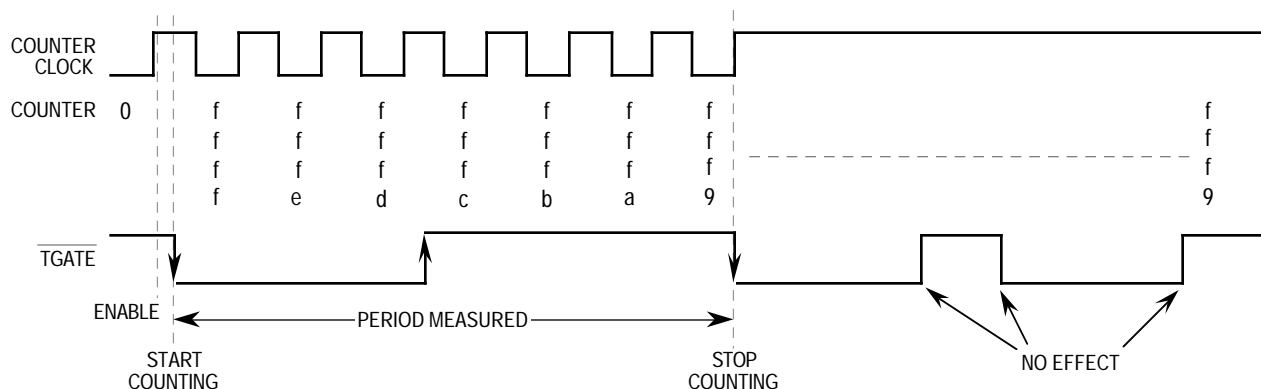 COUNTER
CLOCK
COUNTER 0 f f f f f f f f
f f f f f f f f
f f f f f f f f
f e d c b a 9 9
TGATE
ENABLE
PERIOD MEASURED
START
COUNTING
STOP
COUNTING
NO EFFECT